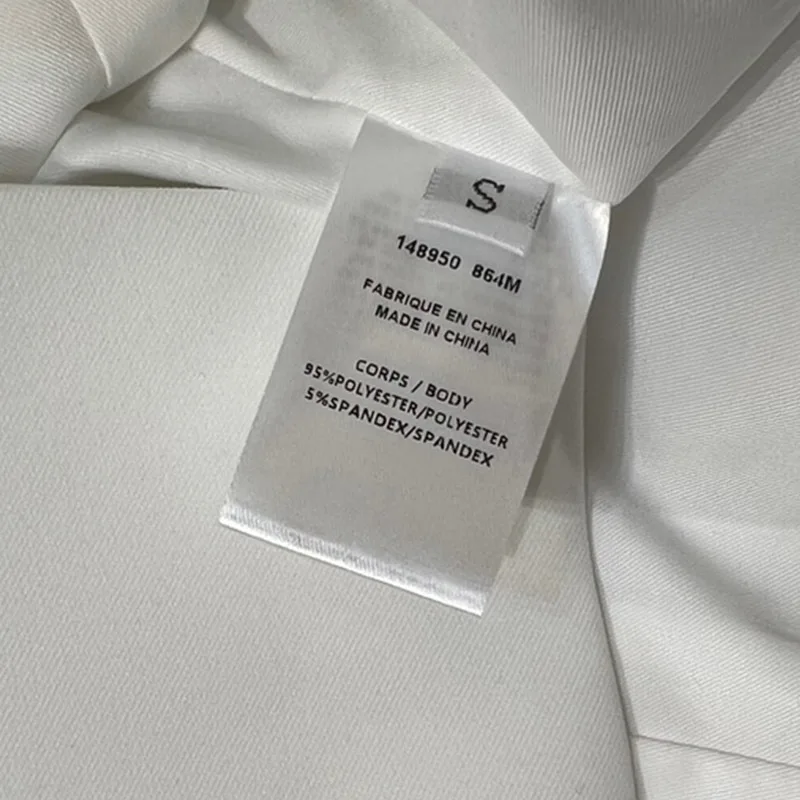 S
148950 864M
FABRIQUE EN CHINA
MADE IN CHINA
CORPS / BODY
95%POLYESTER/POLYESTER
5%SPANDEX/SPANDEX